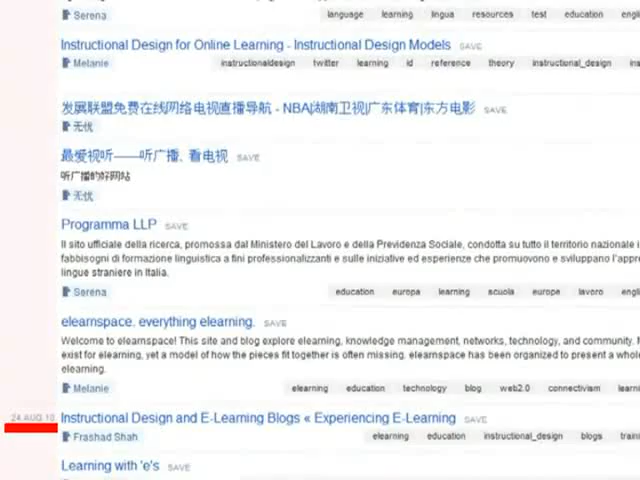 Serena language learning lingua resources test education
Instructional Design for Online Learning - Instructional Design Models SAVE
Melanie instructionaldesign twitter learning id reference theory instructional_design
发展联盟免费在线网络电视直播导航 - NBA|湖南卫视|广东体育|东方电影 SAVE
无忧
最爱视听——听广播、看电视 SAVE
听广播的好网站
无忧
Programma LLP SAVE
Il sito ufficiale della ricerca, promossa dal Ministero del Lavoro e della Previdenza Sociale, condotta su tutto il territorio nazionale
fabbisogni di formazione linguistica a fini professionalizzanti e sulle iniziative ed esperienze che promuovono e sviluppano l'appre
lingue straniere in Italia.
Serena education europa learning scuola europe lavoro engli
elearnspace. everything elearning. SAVE
Welcome to elearnspace! This site and blog explore elearning, knowledge management, networks, technology, and community.
exist for elearning, yet a model of how the pieces fit together is often missing. elearnspace has been organized to present a whole
elearning.
Melanie elearning education technology blog web2.0 connectivism learni
24 AUG 10 Instructional Design and E-Learning Blogs « Experiencing E-Learning SAVE
Frashad Shah elearning education instructional_design blogs traini
Learning with 'e's SAVE